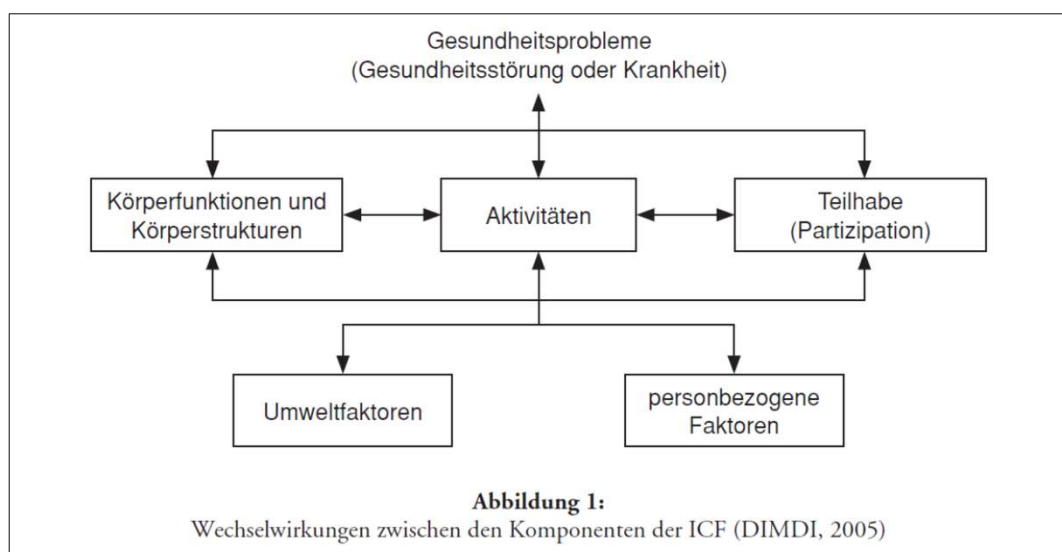 Gesundheitsprobleme
(Gesundheitsstörung oder Krankheit)
Körperfunktionen und
Körperstrukturen
Aktivitäten
Teilhabe
(Partizipation)
Umweltfaktoren
personbezogene
Faktoren
Abbildung 1:
Wechselwirkungen zwischen den Komponenten der ICF (DIMDI, 2005)